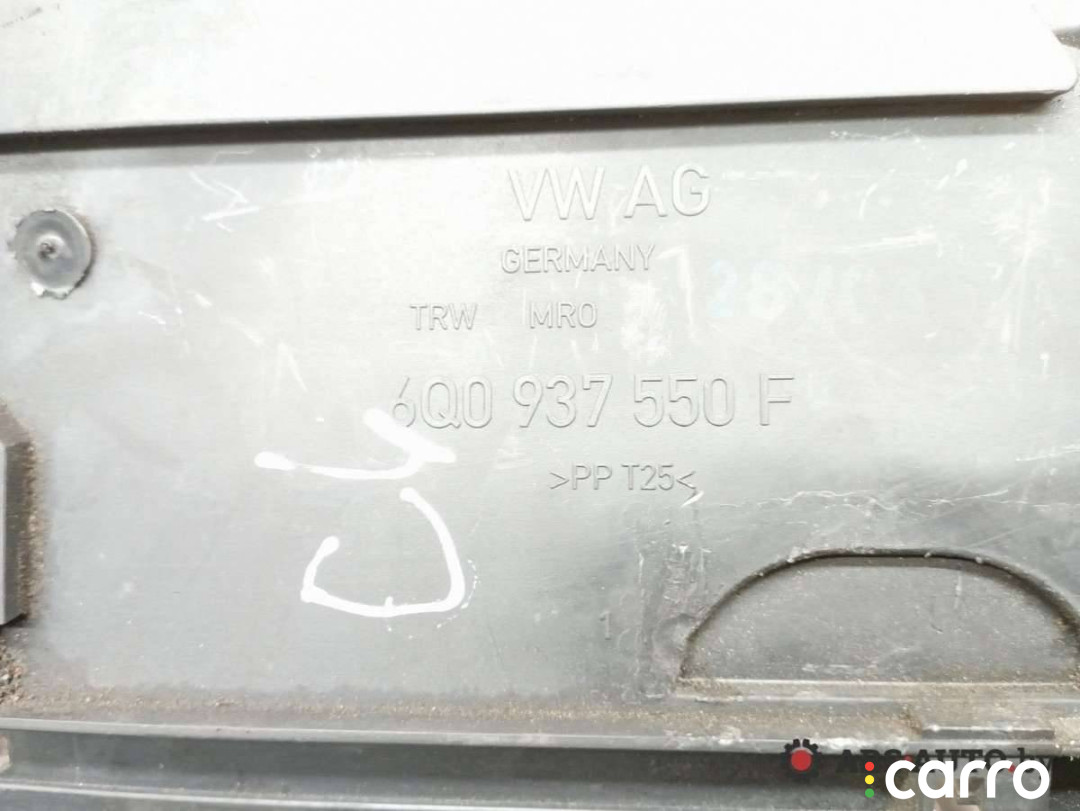 VW AG
GERMANY
TRW MRO
6Q0 937 550 F
>PP T25<
1
carro